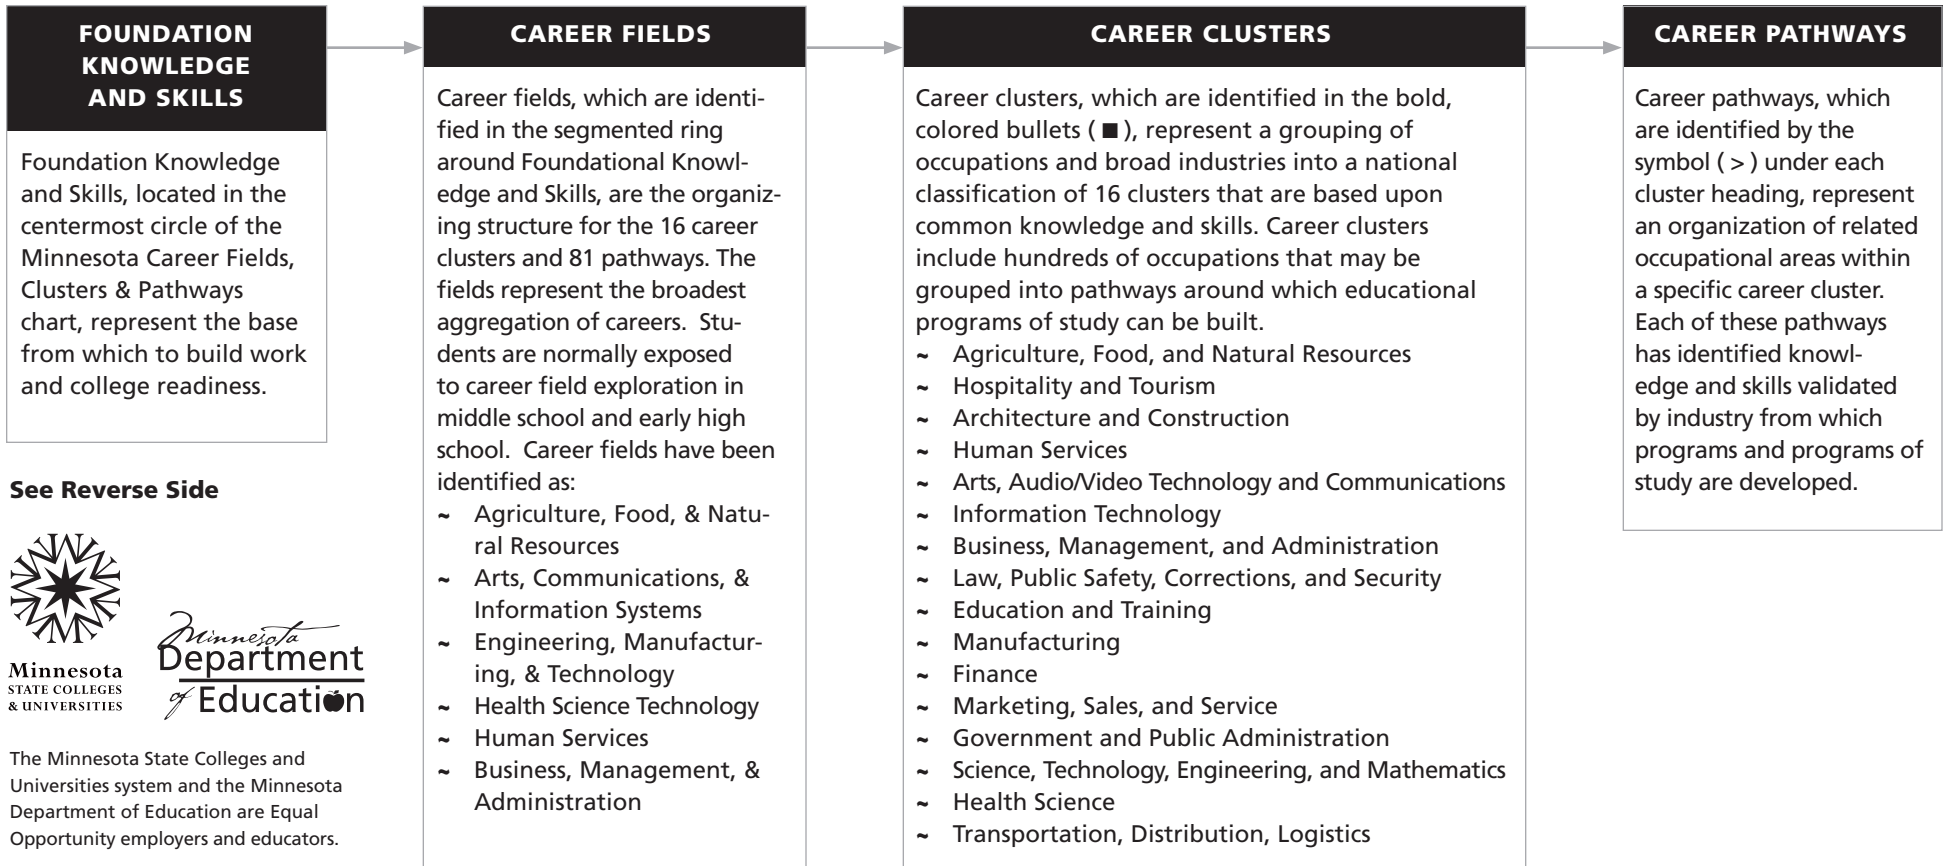 FOUNDATION
KNOWLEDGE
AND SKILLS
Foundation Knowledge
and Skills, located in the
centermost circle of the
Minnesota Career Fields,
Clusters & Pathways
chart, represent the base
from which to build work
and college readiness.
See Reverse Side
Minnesota
STATE COLLEGES
& UNIVERSITIES
Minnesota
Department
of Education
The Minnesota State Colleges and
Universities system and the Minnesota
Department of Education are Equal
Opportunity employers and educators.
CAREER FIELDS
Career fields, which are identi-
fied in the segmented ring
around Foundational Knowl-
edge and Skills, are the organiz-
ing structure for the 16 career
clusters and 81 pathways. The
fields represent the broadest
aggregation of careers.  Stu-
dents are normally exposed
to career field exploration in
middle school and early high
school.  Career fields have been
identified as:
~ Agriculture, Food, & Natu-
ral Resources
~ Arts, Communications, &
Information Systems
~ Engineering, Manufactur-
ing, & Technology
~ Health Science Technology
~ Human Services
~ Business, Management, &
Administration
CAREER CLUSTERS
Career clusters, which are identified in the bold,
colored bullets ( ■ ), represent a grouping of
occupations and broad industries into a national
classification of 16 clusters that are based upon
common knowledge and skills. Career clusters
include hundreds of occupations that may be
grouped into pathways around which educational
programs of study can be built.
~ Agriculture, Food, and Natural Resources
~ Hospitality and Tourism
~ Architecture and Construction
~ Human Services
~ Arts, Audio/Video Technology and Communications
~ Information Technology
~ Business, Management, and Administration
~ Law, Public Safety, Corrections, and Security
~ Education and Training
~ Manufacturing
~ Finance
~ Marketing, Sales, and Service
~ Government and Public Administration
~ Science, Technology, Engineering, and Mathematics
~ Health Science
~ Transportation, Distribution, Logistics
CAREER PATHWAYS
Career pathways, which
are identified by the
symbol ( > ) under each
cluster heading, represent
an organization of related
occupational areas within
a specific career cluster.
Each of these pathways
has identified knowl-
edge and skills validated
by industry from which
programs and programs of
study are developed.